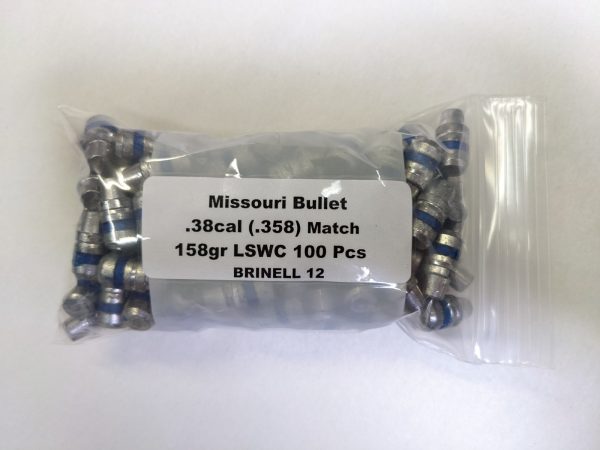 Missouri Bullet
.38cal (.358) Match
158gr LSWC 100 Pcs
BRINELL 12